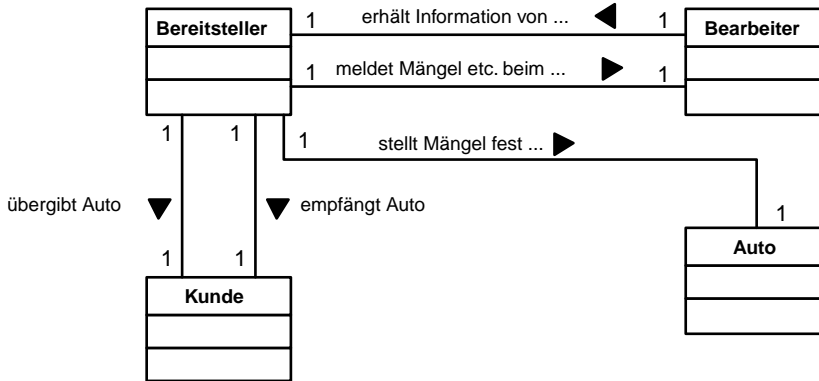 Bereitsteller
1 erhält Information von ... 1
Bearbeiter
1 meldet Mängel etc. beim ... 1
1 1 1 stellt Mängel fest ...
übergibt Auto empfängt Auto
1
1 1
Auto
Kunde